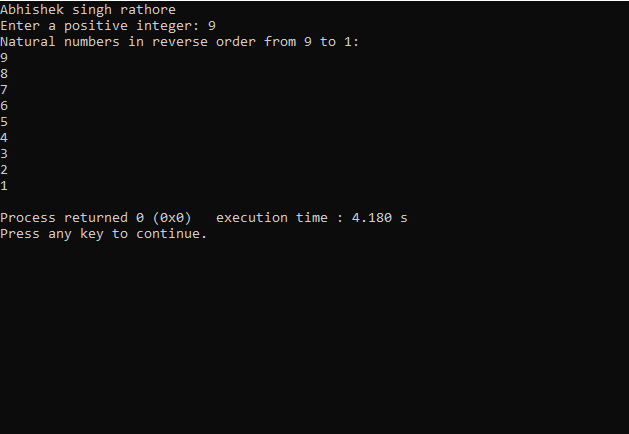 Abhishek singh rathore
Enter a positive integer: 9
Natural numbers in reverse order from 9 to 1:
9
8
7
6
5
4
3
2
1
Process returned 0 (0x0)   execution time : 4.180 s
Press any key to continue.